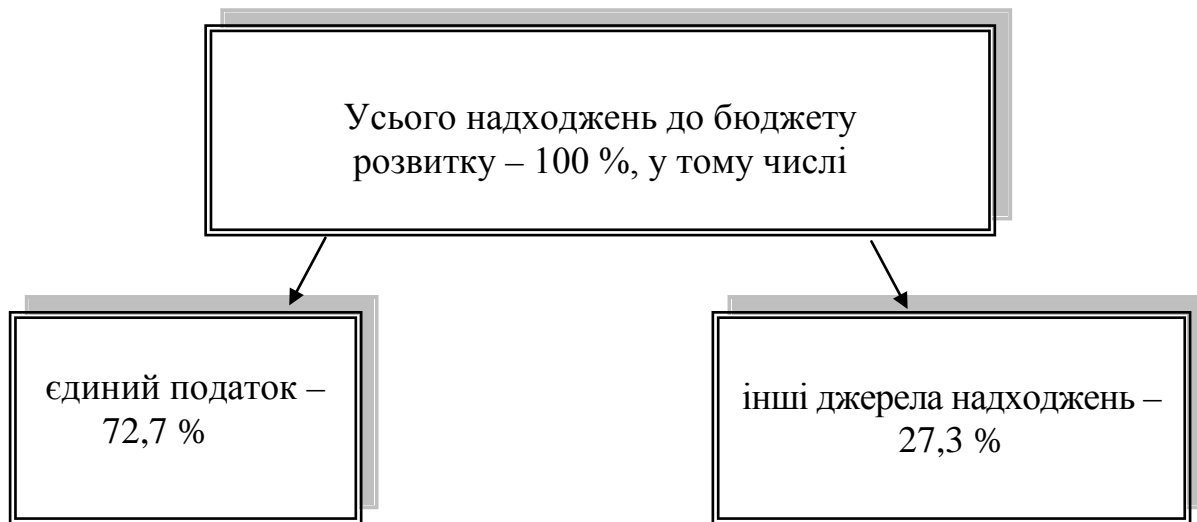 Усього надходжень до бюджету
розвитку – 100 %, у тому числі
єдиний податок –
72,7 %
інші джерела надходжень –
27,3 %